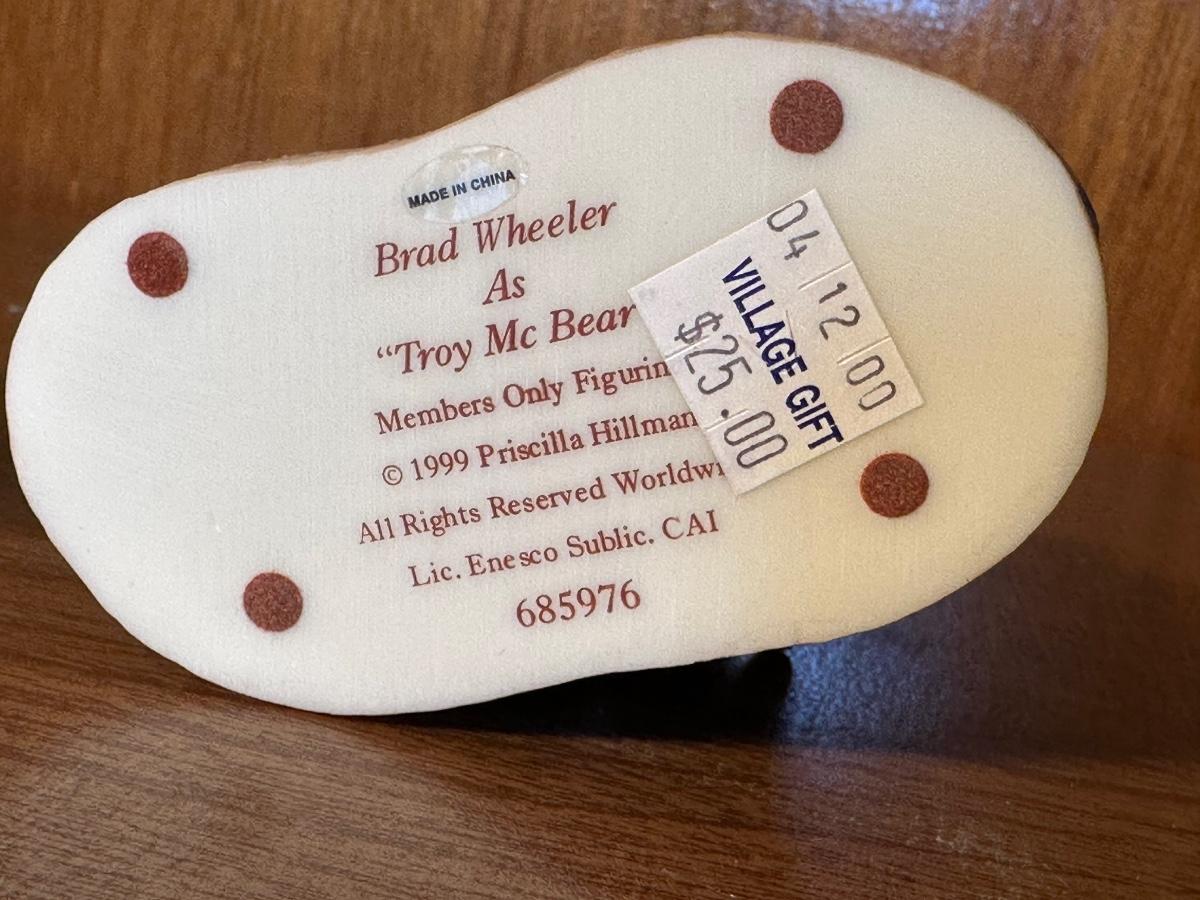 MADE IN CHINA
Brad Wheeler
As
“Troy Mc Bear
Members Only Figurin
© 1999 Priscilla Hillman
All Rights Reserved Worldwi
Lic. Enesco Sublic. CAI
685976
04 12 00
VILLAGE GIFT
$25.00